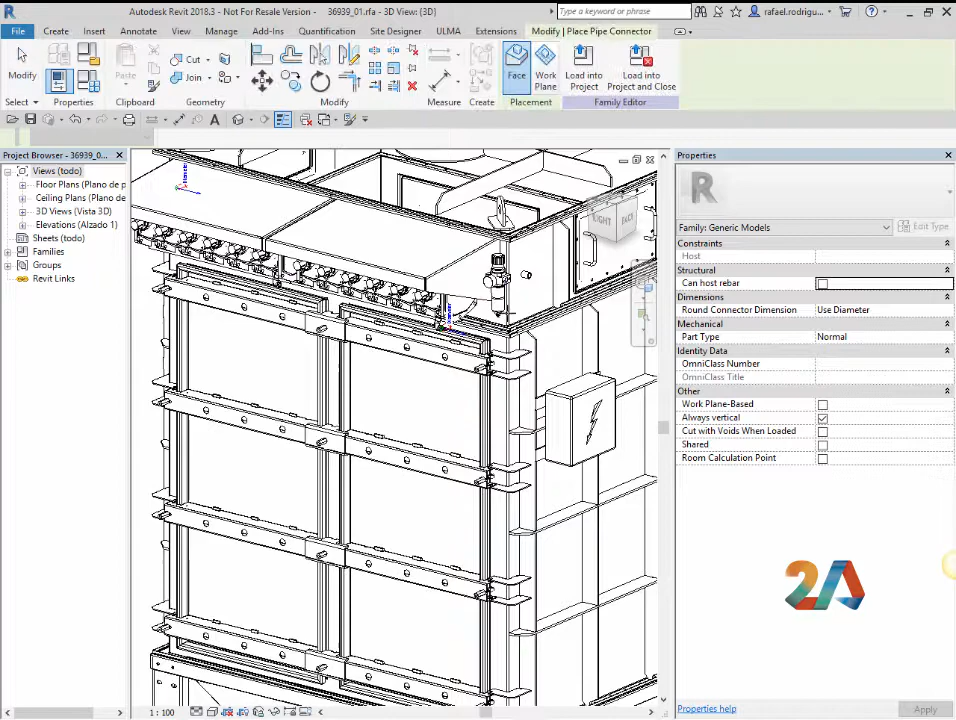 Autodesk Revit 2018.3 - Not For Resale Version - 36939_01.rfa - 3D View: {3D}
Type a keyword or phrase
rafael.rodrigu...
File Create Insert Annotate View Manage Add-Ins Quantification Site Designer ULMA Extensions Modify | Place Pipe Connector
Modify
Paste
Cut
Join
Face
Work Plane
Load into Project
Load into Project and Close
Select Properties Clipboard Geometry Modify Measure Create Placement Family Editor
Project Browser - 36939_0...
Properties
Views (todo)
Floor Plans (Plano de p
Ceiling Plans (Plano de
3D Views (Vista 3D)
Elevations (Alzado 1)
Sheets (todo)
Families
Groups
Revit Links
RIGHT
BACK
R
Family: Generic Models
Edit Type
Constraints
Host
Structural
Can host rebar
Dimensions
Round Connector Dimension Use Diameter
Mechanical
Part Type Normal
Identity Data
OmniClass Number
OmniClass Title
Other
Work Plane-Based
Always vertical
Cut with Voids When Loaded
Shared
Room Calculation Point
2A
1 : 100
Properties help
Apply